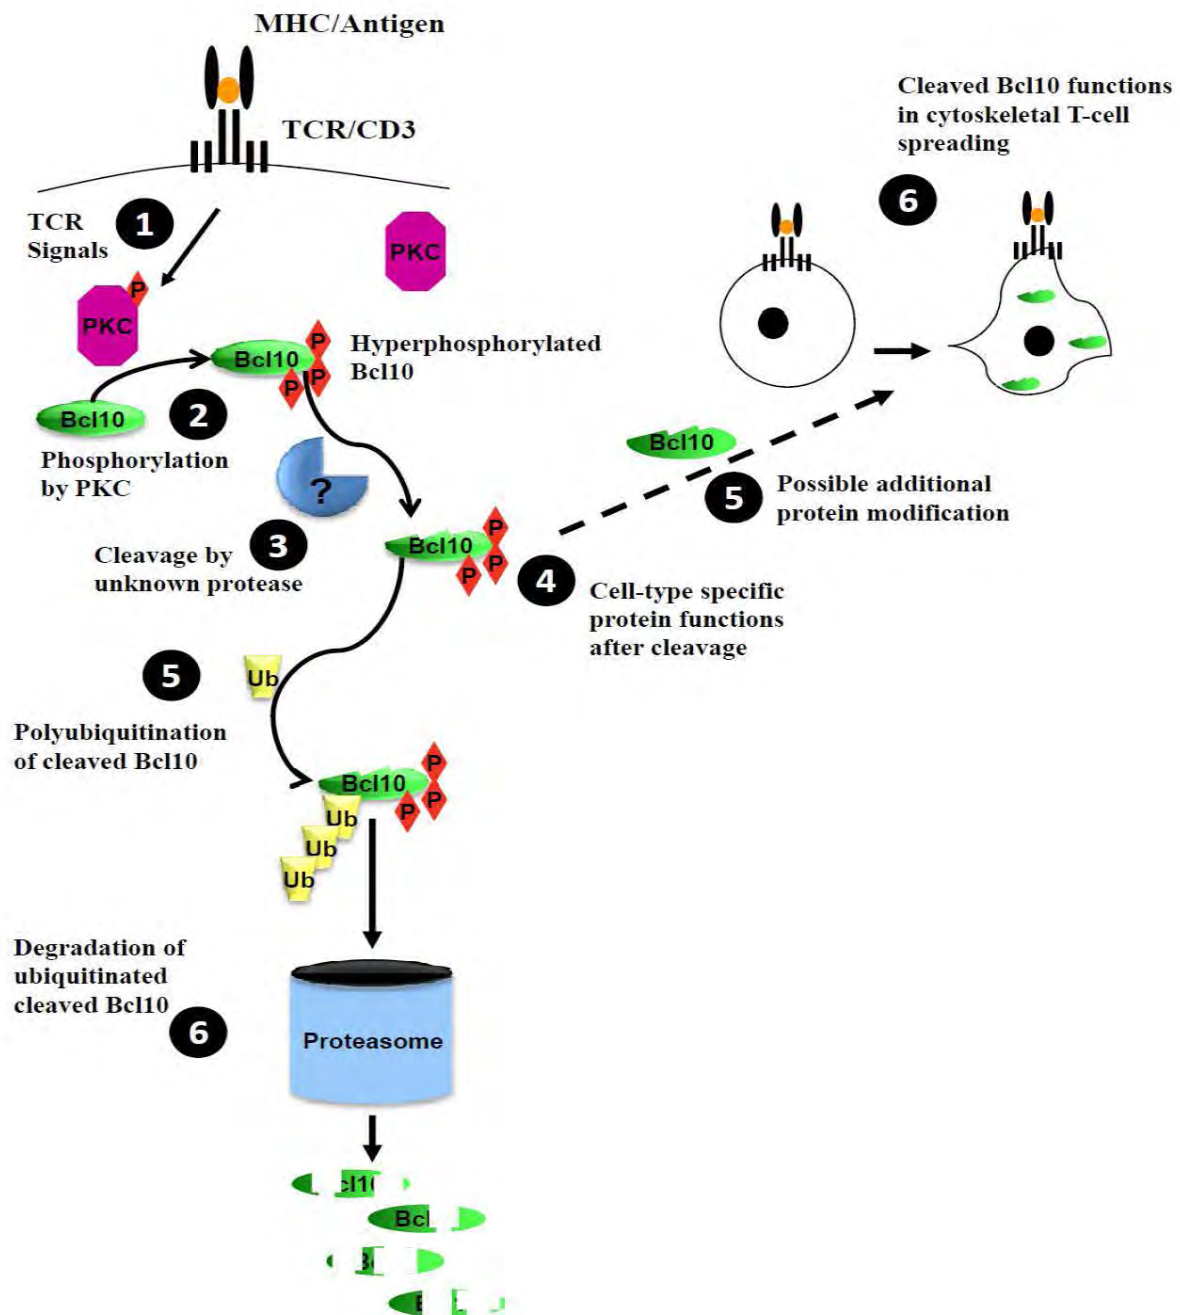 MHC/Antigen
TCR/CD3
TCR
Signals
1
PKC
P
PKC
Bcl10
P
P
P
Hyperphosphorylated
Bcl10
Bcl10
2
Phosphorylation
by PKC
?
3
Cleavage by
unknown protease
Bcl10
P
P
P
4
Cell-type specific
protein functions
after cleavage
Bcl10
5
Possible additional
protein modification
Cleaved Bcl10 functions
in cytoskeletal T-cell
spreading
6
5
Ub
Polyubiquitination
of cleaved Bcl10
Bcl10
P
P
P
Ub
Ub
Ub
Degradation of
ubiquitinated
cleaved Bcl10
6
Proteasome
Bcl